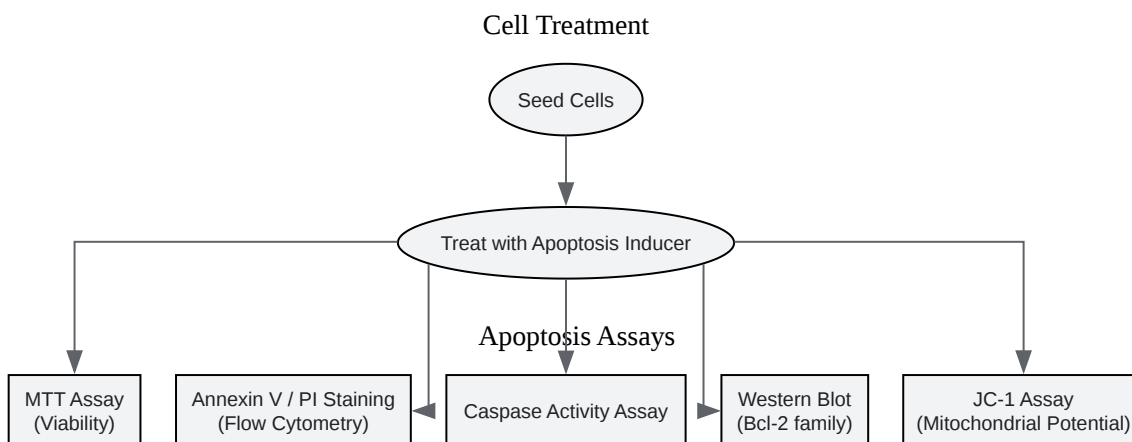 Cell Treatment
Seed Cells
Treat with Apoptosis Inducer
Apoptosis Assays
MTT Assay
(Viability)
Annexin V / PI Staining
(Flow Cytometry)
Caspase Activity Assay
Western Blot
(Bcl-2 family)
JC-1 Assay
(Mitochondrial Potential)